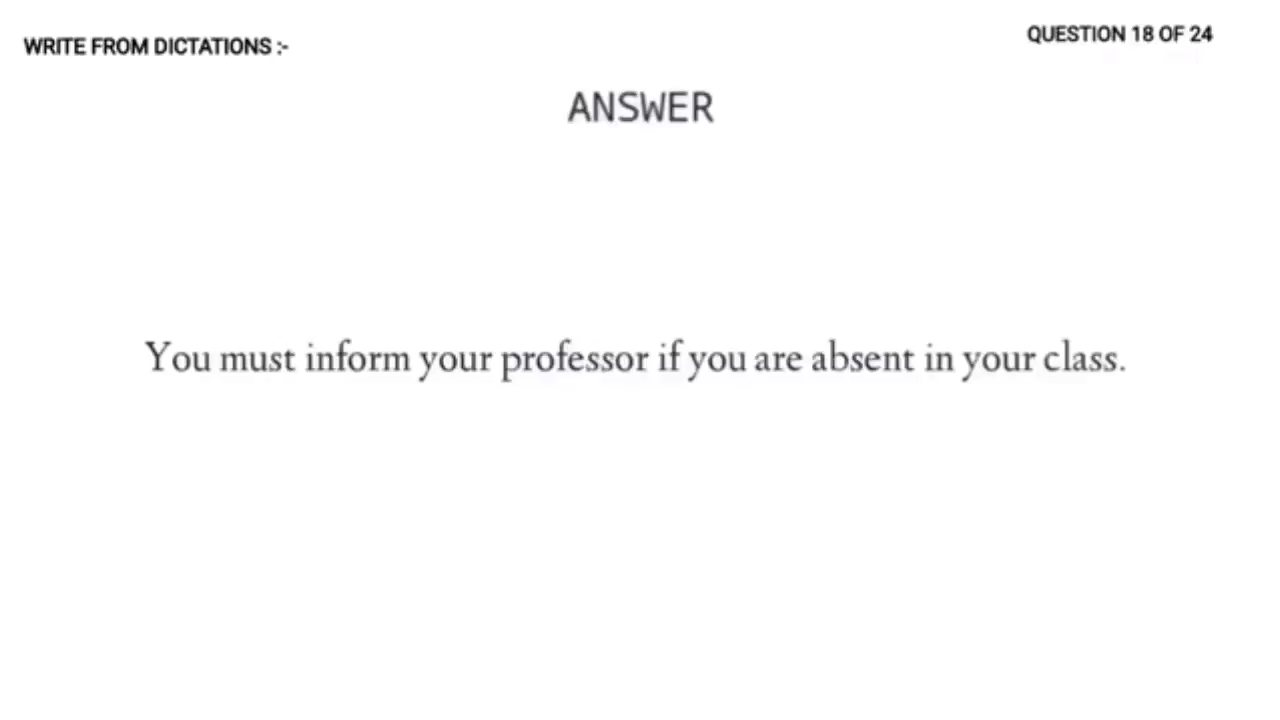 WRITE FROM DICTATIONS :-
QUESTION 18 OF 24
ANSWER
You must inform your professor if you are absent in your class.